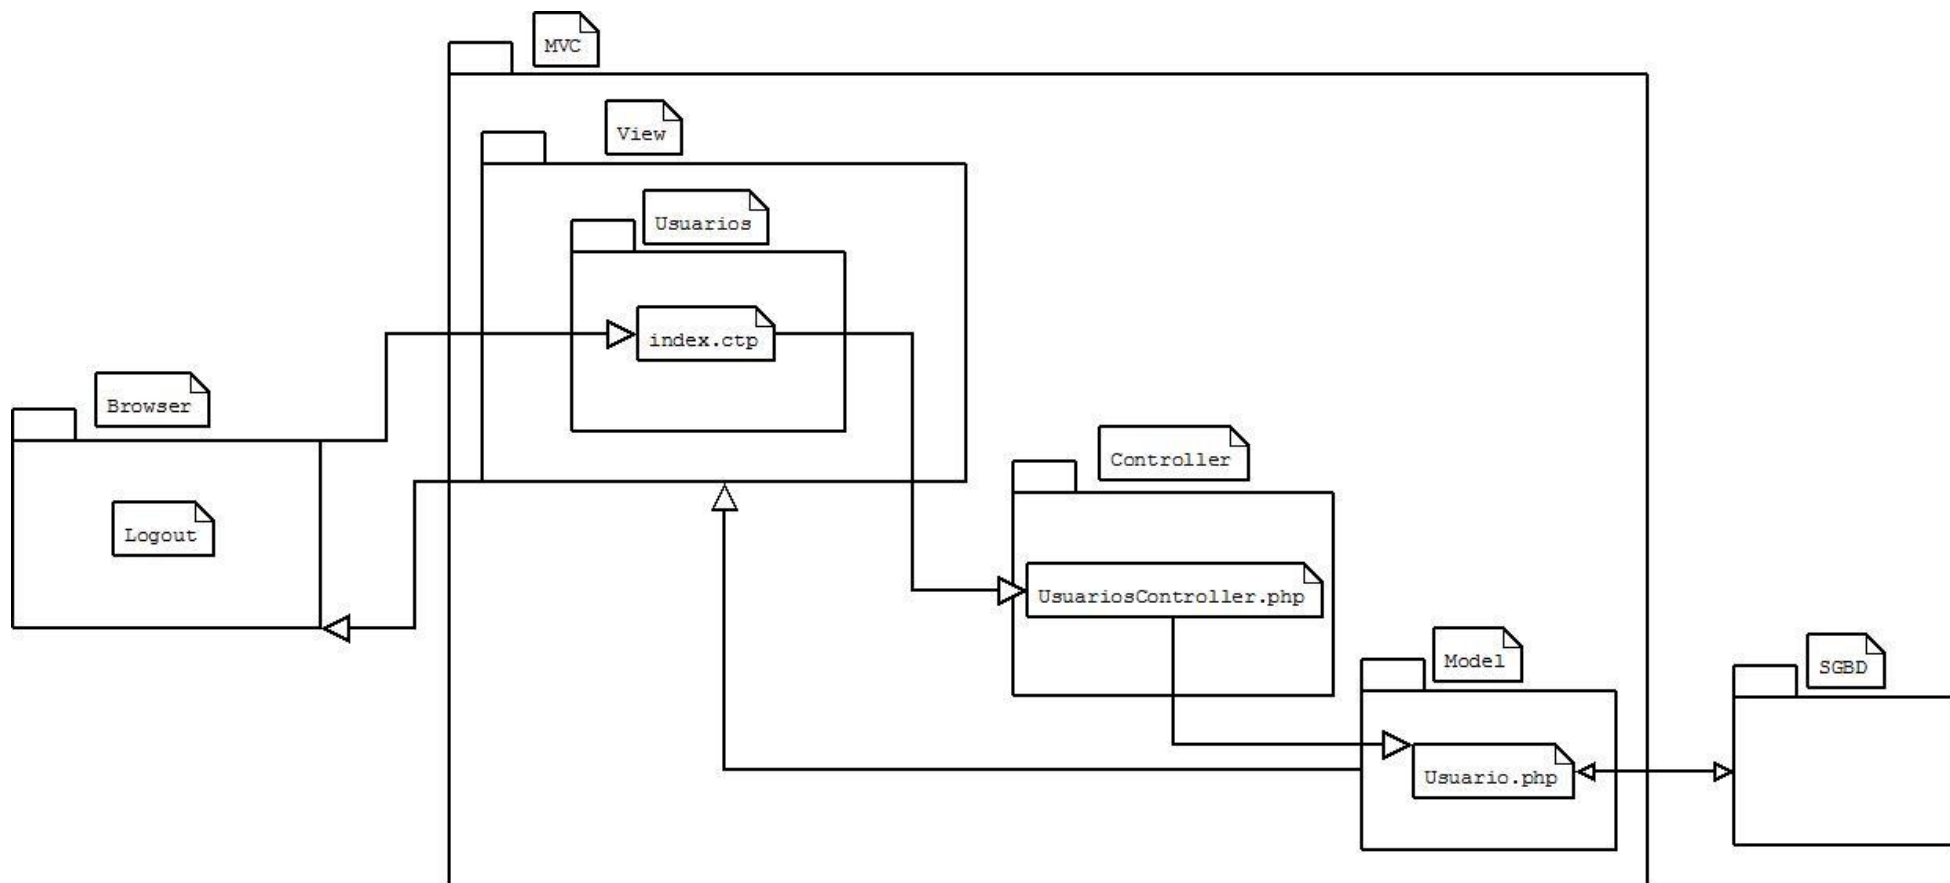 MVC
View
Usuarios
index.ctp
Browser
Logout
Controller
UsuariosController.php
Model
Usuario.php
SGBD